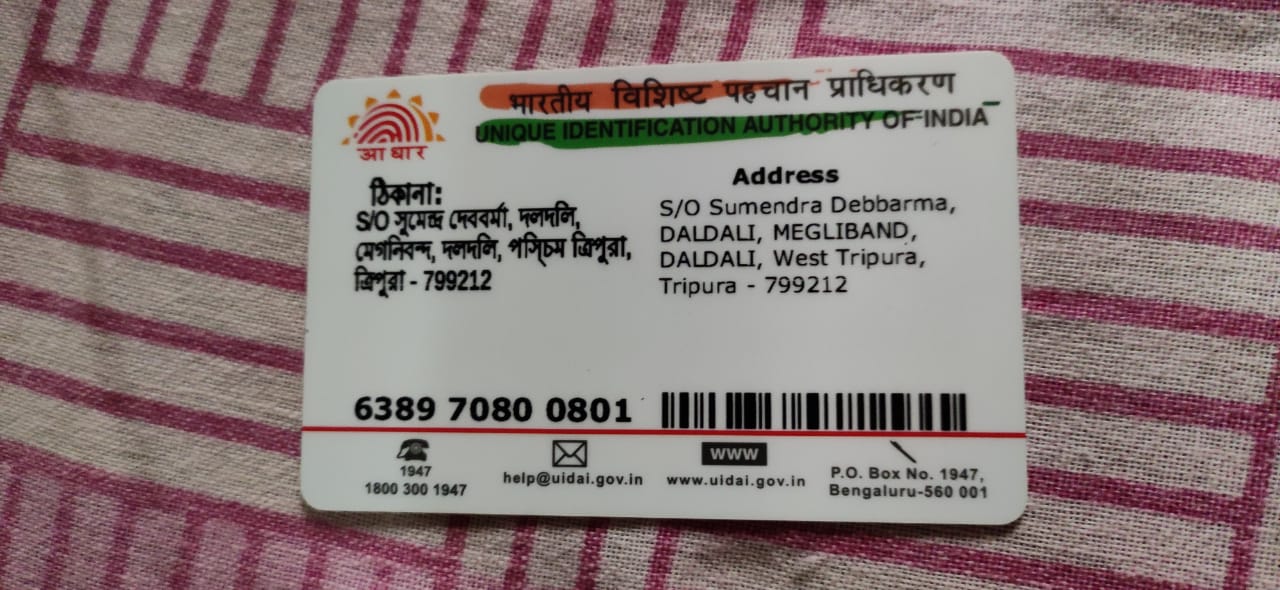 भारतीय विशिष्ट पहचान प्राधिकरण
UNIQUE IDENTIFICATION AUTHORITY OF INDIA
आधार
ঠিকানা:
S/O সুমেন্দ্র দেববর্মা, দলদলি,
মেগলিবন্দ, দলদলি, পশ্চিম ত্রিপুরা,
ত্রিপুরা - 799212
Address
S/O Sumendra Debbarma,
DALDALI, MEGLIBAND,
DALDALI, West Tripura,
Tripura - 799212
6389 7080 0801
1947
1800 300 1947
help@uidai.gov.in
www
www.uidai.gov.in
P.O. Box No. 1947,
Bengaluru-560 001